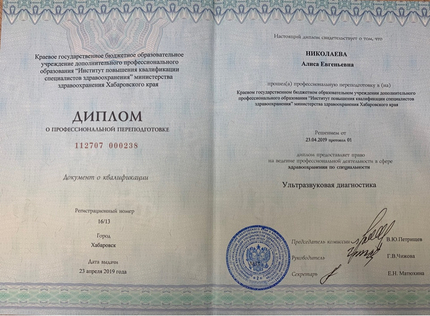 Краевое государственное бюджетное образовательное
учреждение дополнительного профессионального
образования "Институт повышения квалификации
специалистов здравоохранения" министерства
здравоохранения Хабаровского края
ДИПЛОМ
О ПРОФЕССИОНАЛЬНОЙ ПЕРЕПОДГОТОВКЕ
112707 000238
Документ о квалификации
Регистрационный номер
16/13
Город
Хабаровск
Дата выдачи
23 апреля 2019 года
Настоящий диплом свидетельствует о том, что
НИКОЛАЕВА
Алиса Евгеньевна
прошел(а) профессиональную переподготовку в (на)
Краевом государственном бюджетном образовательном учреждении дополнительного
профессионального образования "Институт повышения квалификации специалистов
здравоохранения" министерства здравоохранения Хабаровского края
Решением от
23.04.2019 протокол 01
диплом предоставляет право
на ведение профессиональной деятельности в сфере
здравоохранения по специальности
Ультразвуковая диагностика
Председатель комиссии В.Ю.Петрищев
Руководитель Г.В.Чижова
Секретарь Е.Н. Матюхина